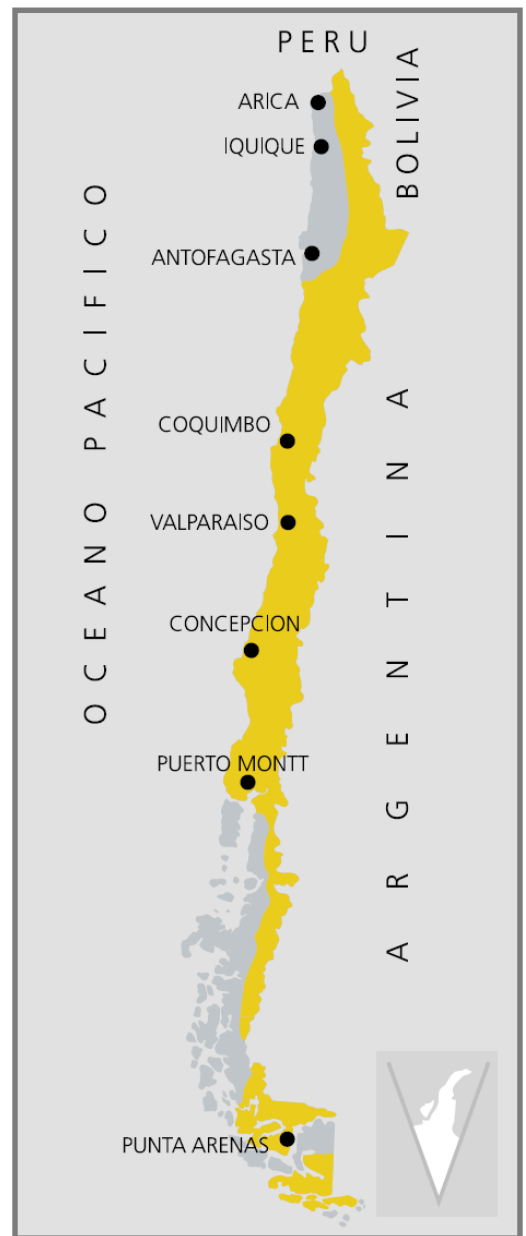 PERU
BOLIVIA
ARICA
IQUIQUE
ANTOFAGASTA
OCEANO PACIFICO
COQUIMBO
ARGENTINA
VALPARAISO
CONCEPCION
PUERTO MONTT
PUNTA ARENAS